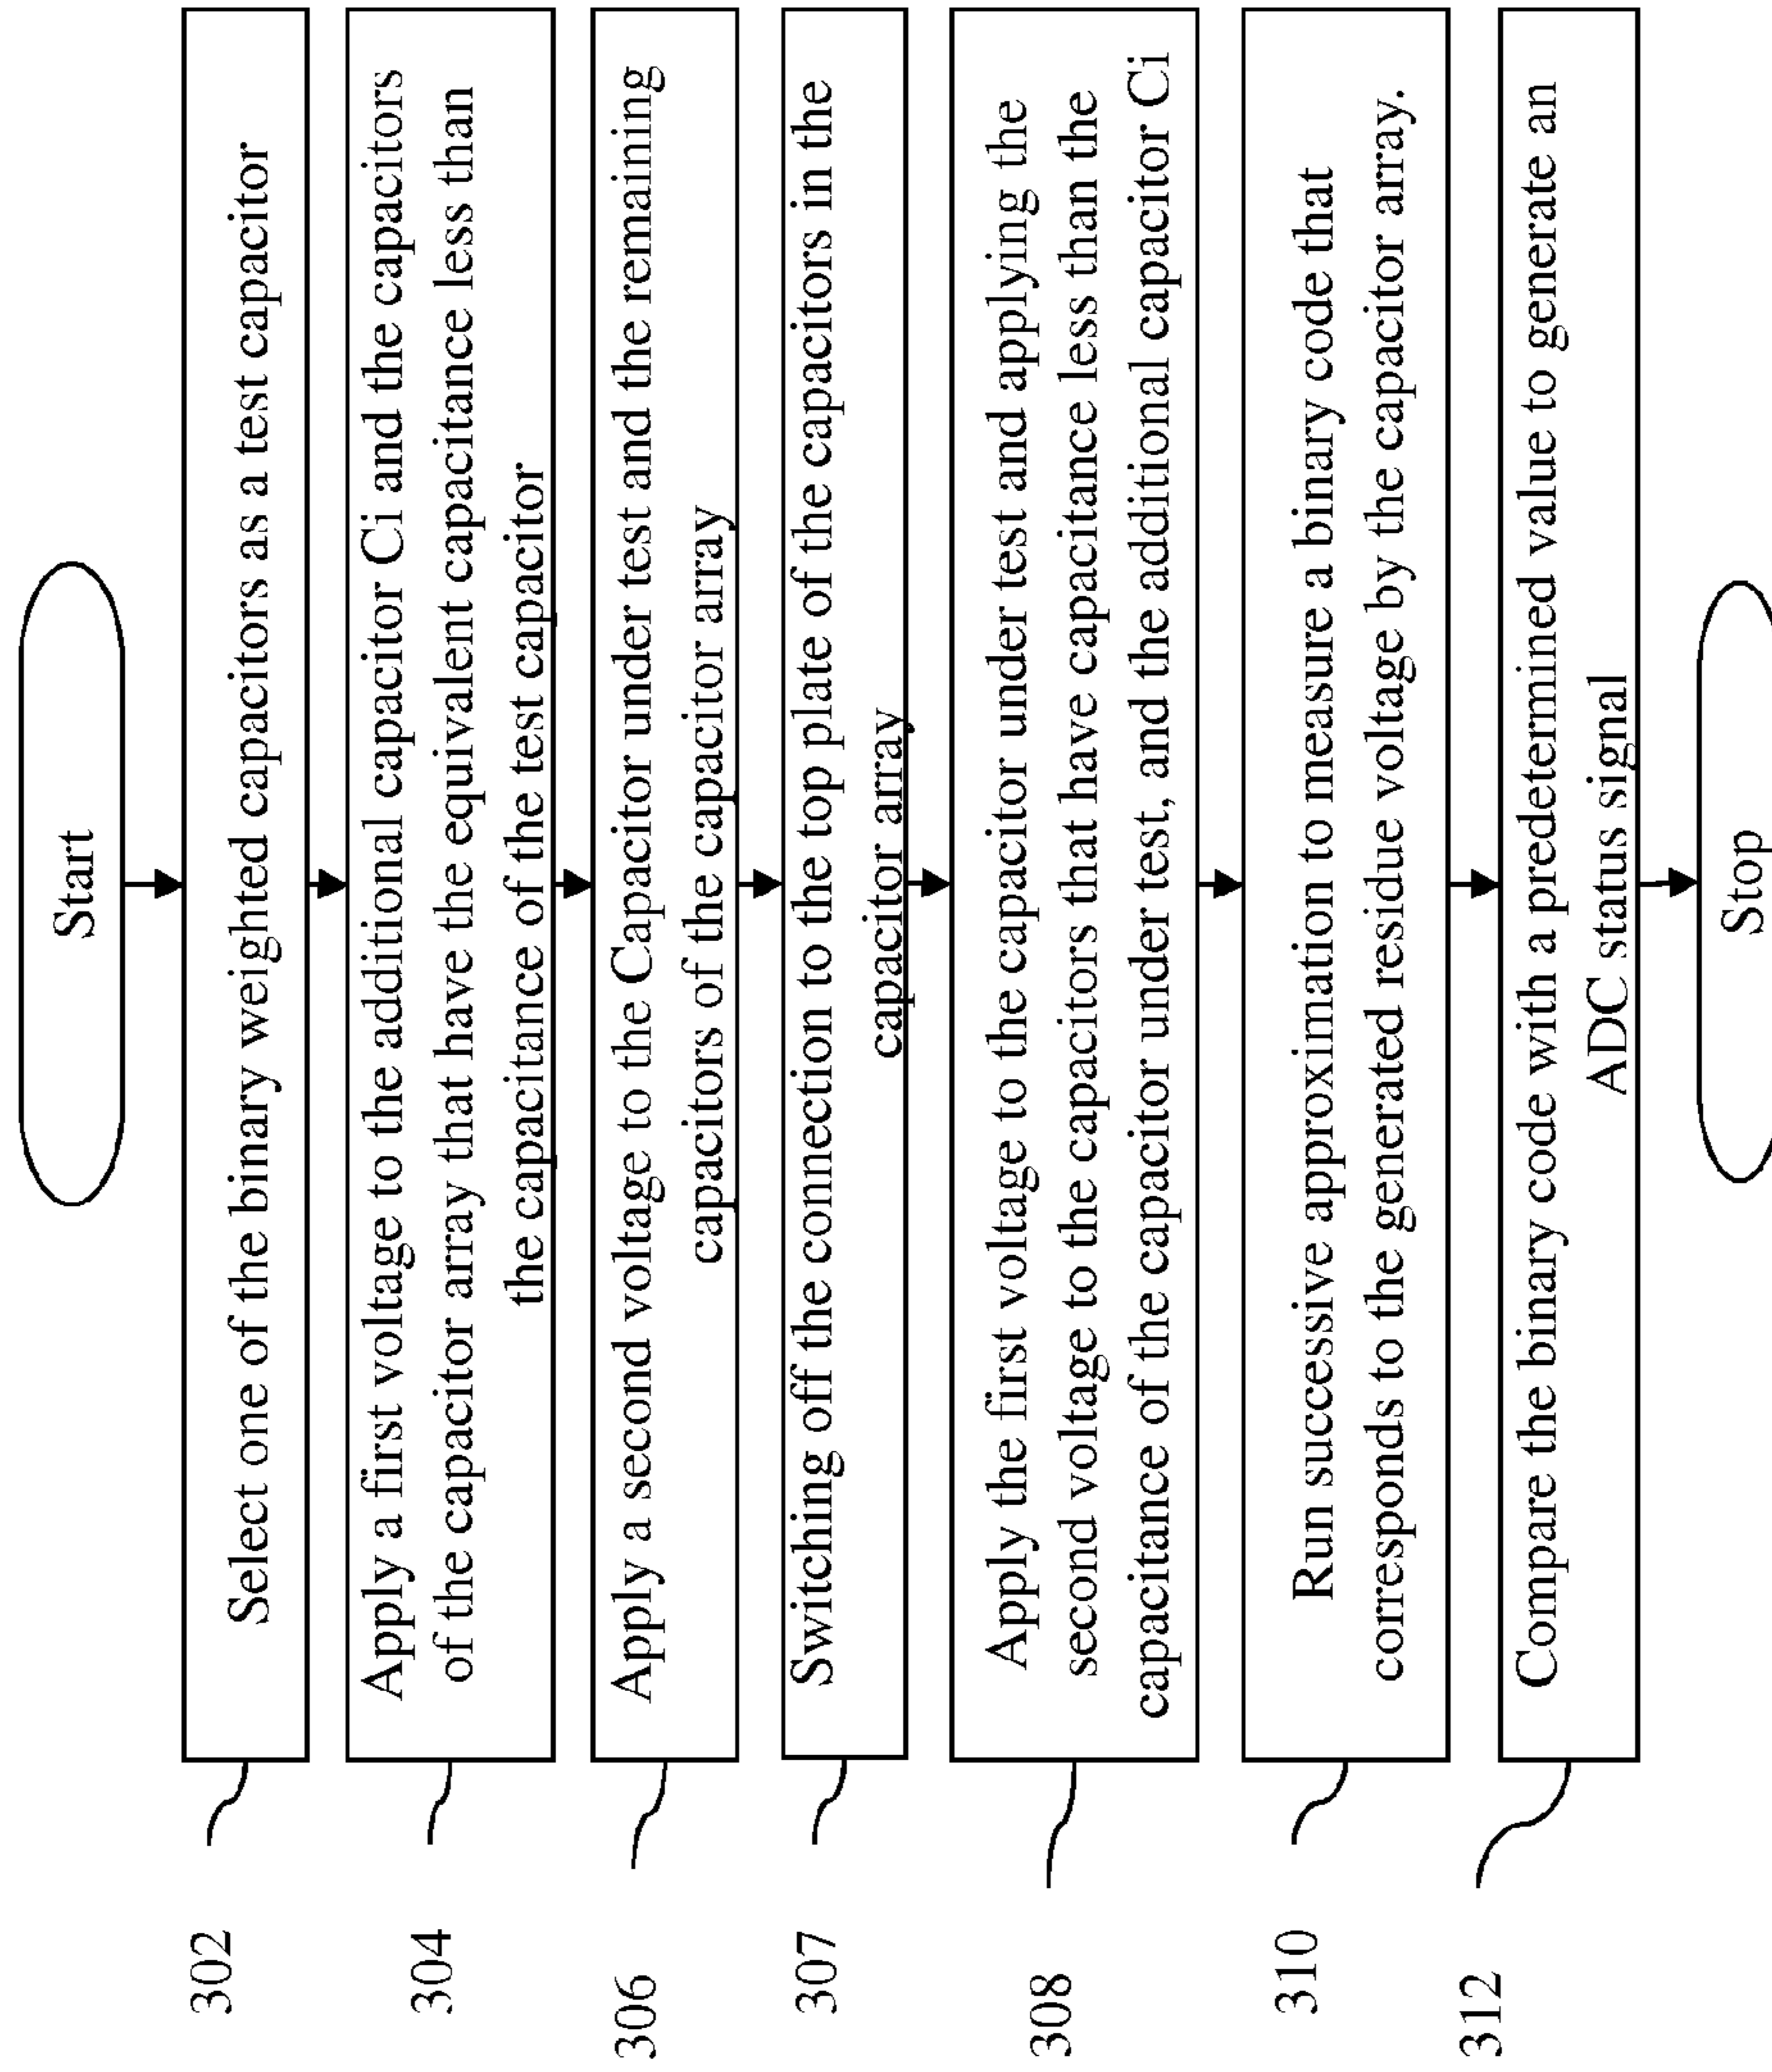 Start
302
Select one of the binary weighted capacitors as a test capacitor
304
Apply a first voltage to the additional capacitor Ci and the capacitors
of the capacitor array that have the equivalent capacitance less than
the capacitance of the test capacitor
306
Apply a second voltage to the Capacitor under test and the remaining
capacitors of the capacitor array
307
Switching off the connection to the top plate of the capacitors in the
capacitor array
308
Apply the first voltage to the capacitor under test and applying the
second voltage to the capacitors that have capacitance less than the
capacitance of the capacitor under test, and the additional capacitor Ci
310
Run successive approximation to measure a binary code that
corresponds to the generated residue voltage by the capacitor array.
312
Compare the binary code with a predetermined value to generate an
ADC status signal
Stop